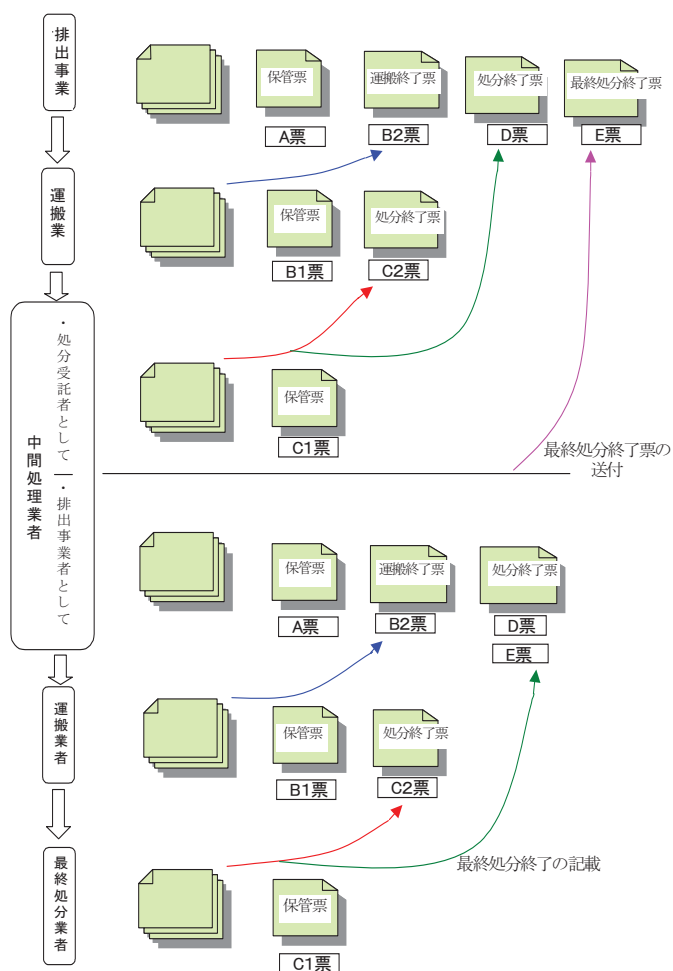 排出事業
保管票
運搬終了票
処分終了票
最終処分終了票
A票
B2票
D票
E票
運搬業
保管票
処分終了票
B1票
C2票
・処分受託者として
・排出事業者として
中間処理業者
保管票
C1票
最終処分終了票の
送付
保管票
運搬終了票
処分終了票
A票
B2票
D票
E票
運搬業者
保管票
処分終了票
B1票
C2票
最終処分業者
最終処分終了の記載
保管票
C1票